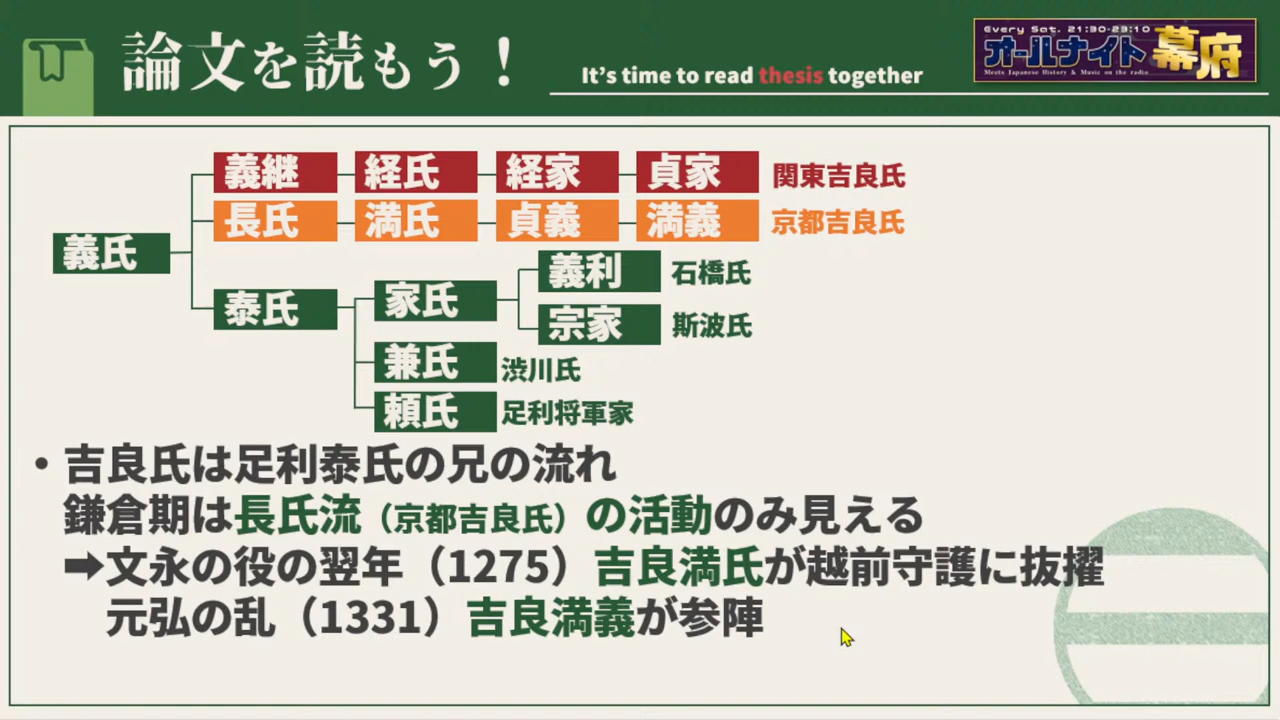 論文を読もう！
It's time to read thesis together
Every Sat. 21:30-23:10
オールナイト幕府
Meets Japanese History & Music on the radio
義継 経氏 経家 貞家 関東吉良氏
長氏 満氏 貞義 満義 京都吉良氏
義氏
義利 石橋氏
泰氏 家氏
宗家 斯波氏
兼氏 渋川氏
頼氏 足利将軍家
・吉良氏は足利泰氏の兄の流れ
鎌倉期は長氏流（京都吉良氏）の活動のみ見える
➡文永の役の翌年（1275）吉良満氏が越前守護に抜擢
元弘の乱（1331）吉良満義が参陣